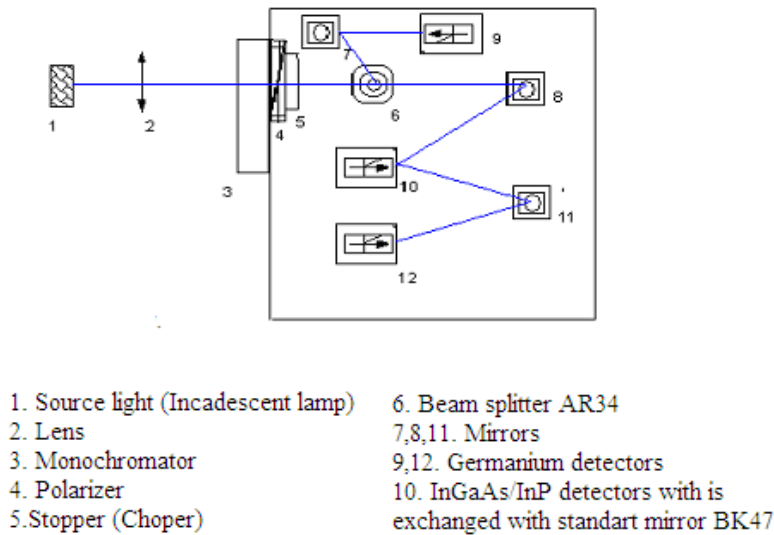 7
9
1
2
3
4
5
6
8
10
11
12
1. Source light (Incadescent lamp)
2. Lens
3. Monochromator
4. Polarizer
5.Stopper (Choper)
6. Beam splitter AR34
7,8,11. Mirrors
9,12. Germanium detectors
10. InGaAs/InP detectors with is
exchanged with standart mirror BK47